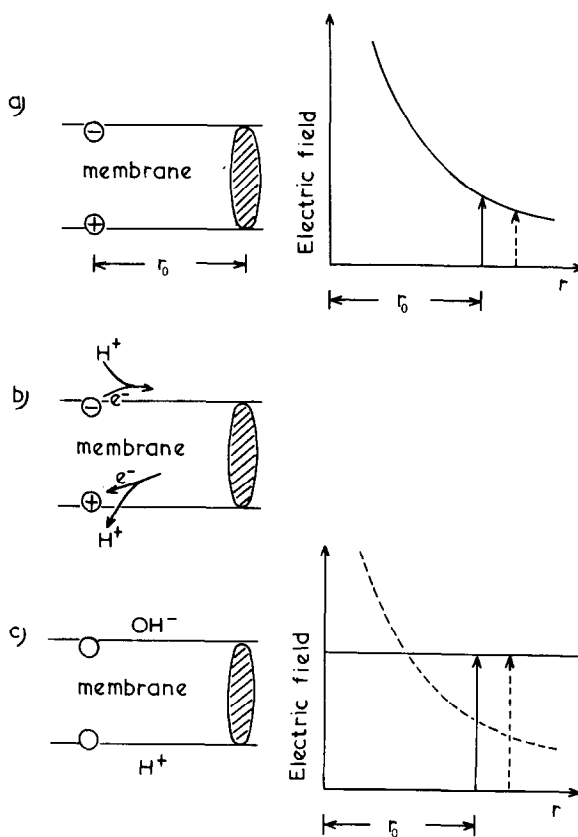 a)
⊖
membrane
⊕
r₀
Electric field
r
r₀
b)
H⁺
⊖ e⁻
membrane
e⁻
⊕
H⁺
c)
OH⁻
membrane
H⁺
Electric field
r
r₀